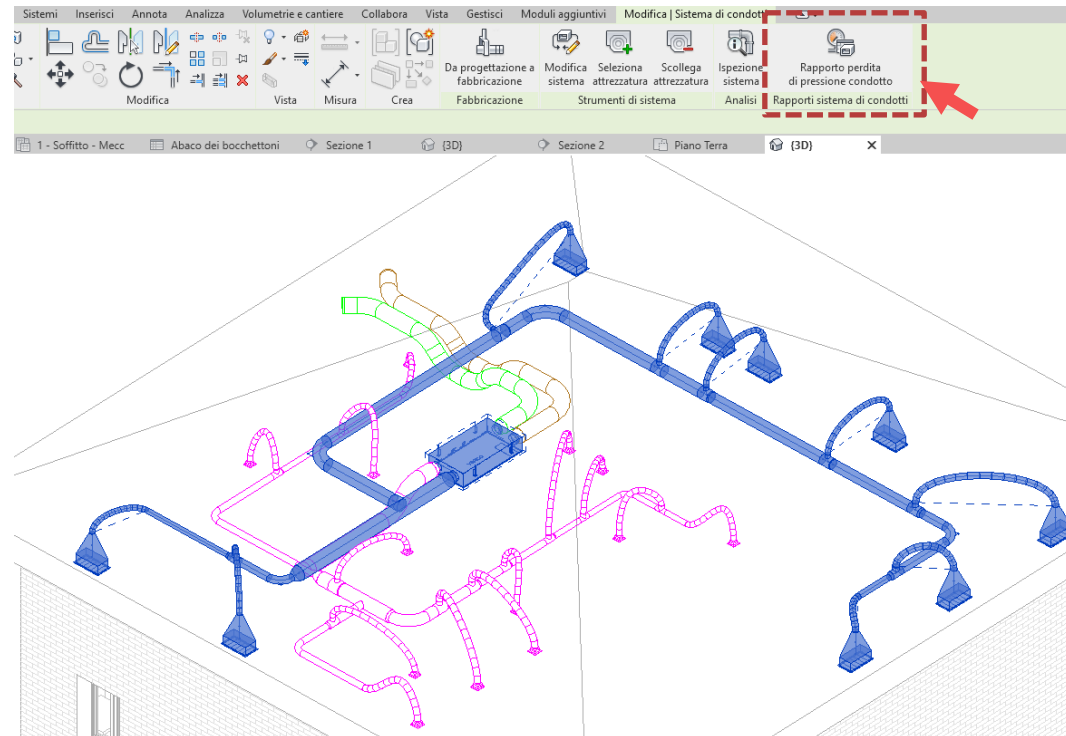 Sistemi Inserisci Annota Analizza Volumetrie e cantiere Collabora Vista Gestisci Moduli aggiuntivi Modifica | Sistema di condotti
Da progettazione a fabbricazione
Modifica sistema
Seleziona attrezzatura
Scollega attrezzatura
Ispezione sistema
Rapporto perdita di pressione condotto
Modifica Vista Misura Crea Fabbricazione Strumenti di sistema Analisi Rapporti sistema di condotti
1 - Soffitto - Mecc Abaco dei bocchettoni Sezione 1 {3D} Sezione 2 Piano Terra {3D}